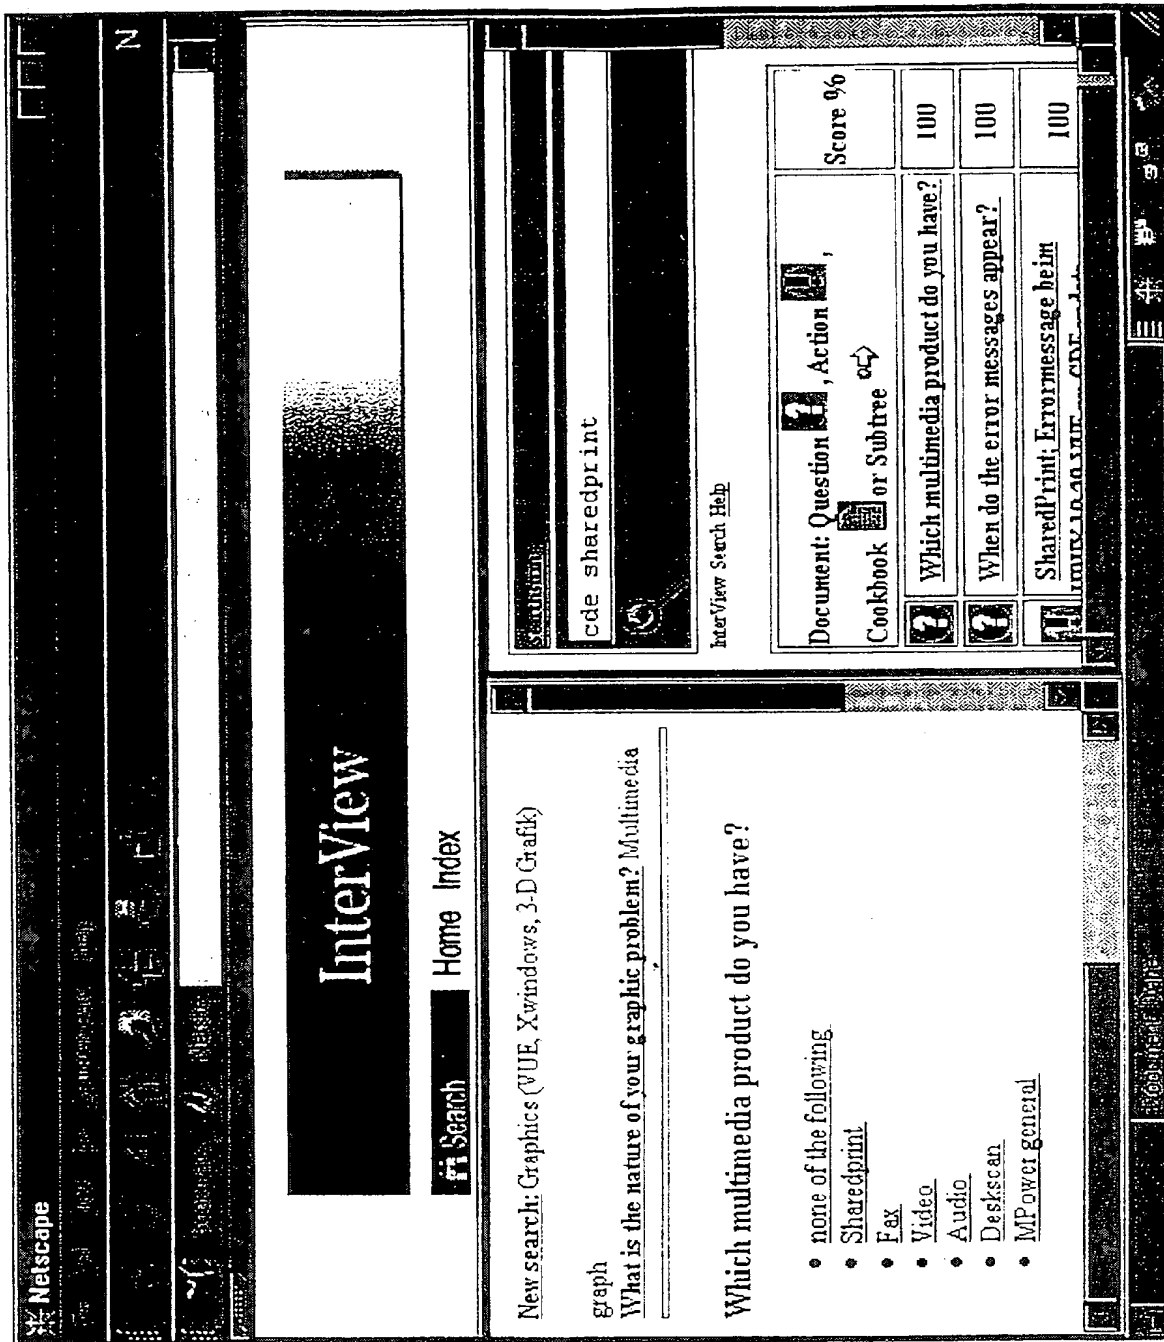 Netscape
N
InterView
Search Home Index
New search: Graphics (VUE, Xwindows, 3-D Grafik)
graph
What is the nature of your graphic problem? Multimedia
Which multimedia product do you have?
none of the following
Sharedprint
Fax
Video
Audio
Deskscan
MPower general
Searchstring
cde sharedprint
InterView Search Help
Document: Question ? , Action ,
Cookbook or Subtree
Score %
? Which multimedia product do you have? 100
? When do the error messages appear? 100
SharedPrint; Errormessage beim 100
Document: Done